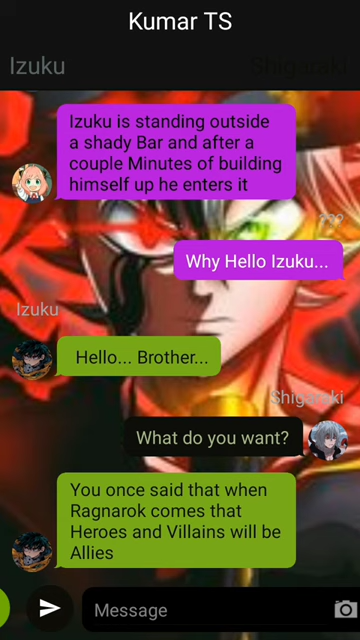 Kumar TS
Izuku
Shigaraki
Izuku is standing outside
a shady Bar and after a
couple Minutes of building
himself up he enters it
???
Why Hello Izuku...
Izuku
Hello... Brother...
Shigaraki
What do you want?
You once said that when
Ragnarok comes that
Heroes and Villains will be
Allies
Message